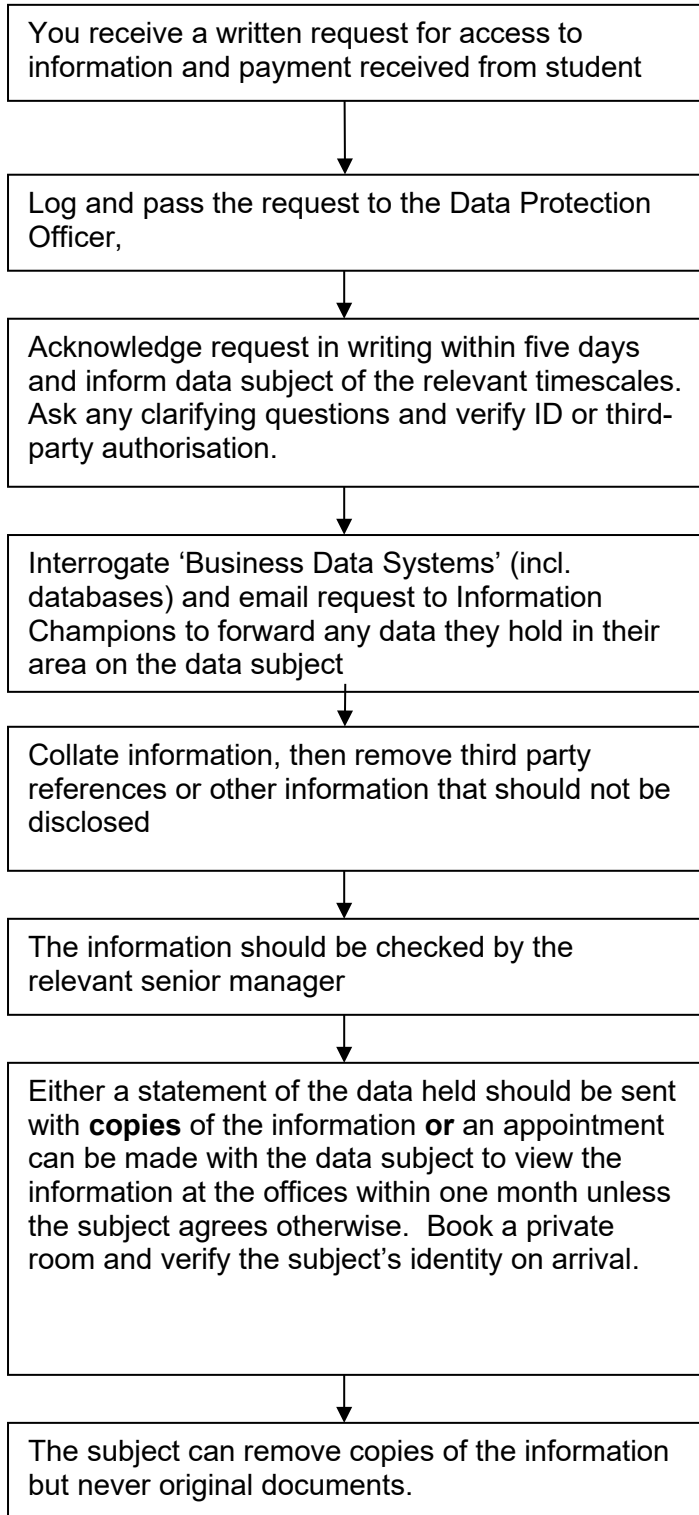 You receive a written request for access to
information and payment received from student
Log and pass the request to the Data Protection
Officer,
Acknowledge request in writing within five days
and inform data subject of the relevant timescales.
Ask any clarifying questions and verify ID or third-
party authorisation.
Interrogate ‘Business Data Systems’ (incl.
databases) and email request to Information
Champions to forward any data they hold in their
area on the data subject
Collate information, then remove third party
references or other information that should not be
disclosed
The information should be checked by the
relevant senior manager
Either a statement of the data held should be sent
with copies of the information or an appointment
can be made with the data subject to view the
information at the offices within one month unless
the subject agrees otherwise.  Book a private
room and verify the subject’s identity on arrival.
The subject can remove copies of the information
but never original documents.